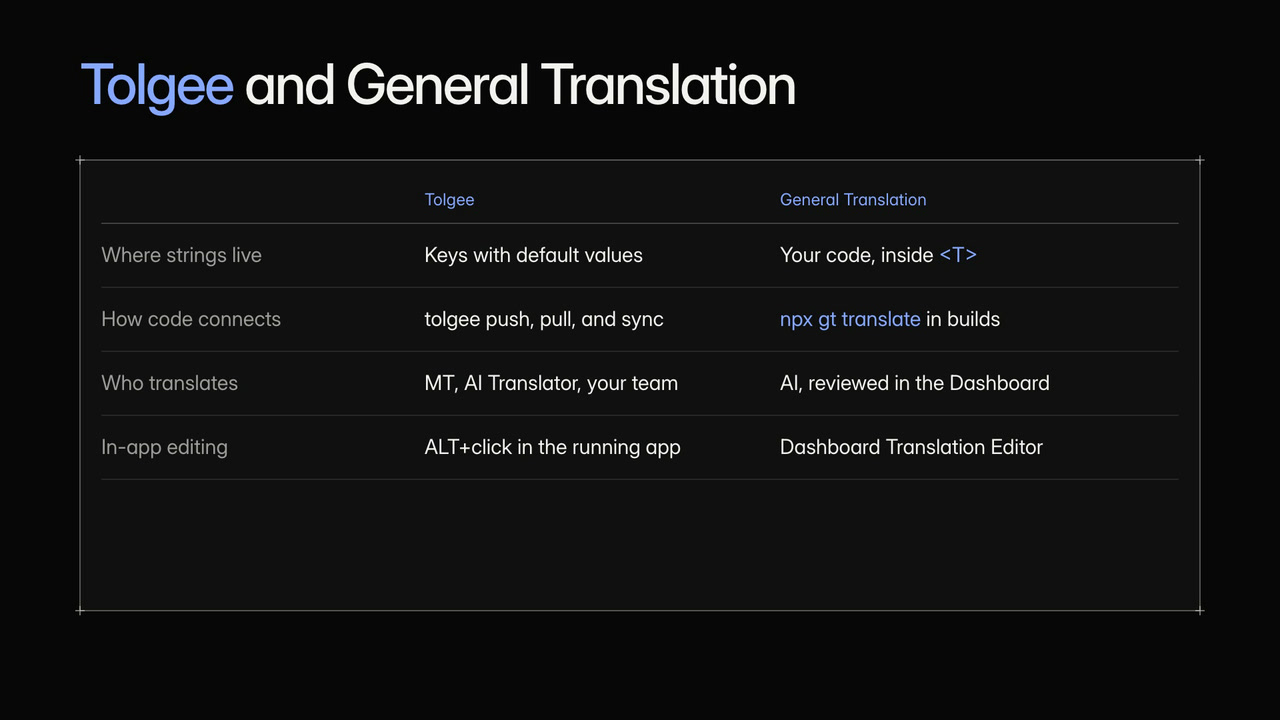 Tolgee and General Translation
Tolgee General Translation
Where strings live Keys with default values Your code, inside <T>
How code connects tolgee push, pull, and sync npx gt translate in builds
Who translates MT, AI Translator, your team AI, reviewed in the Dashboard
In-app editing ALT+click in the running app Dashboard Translation Editor